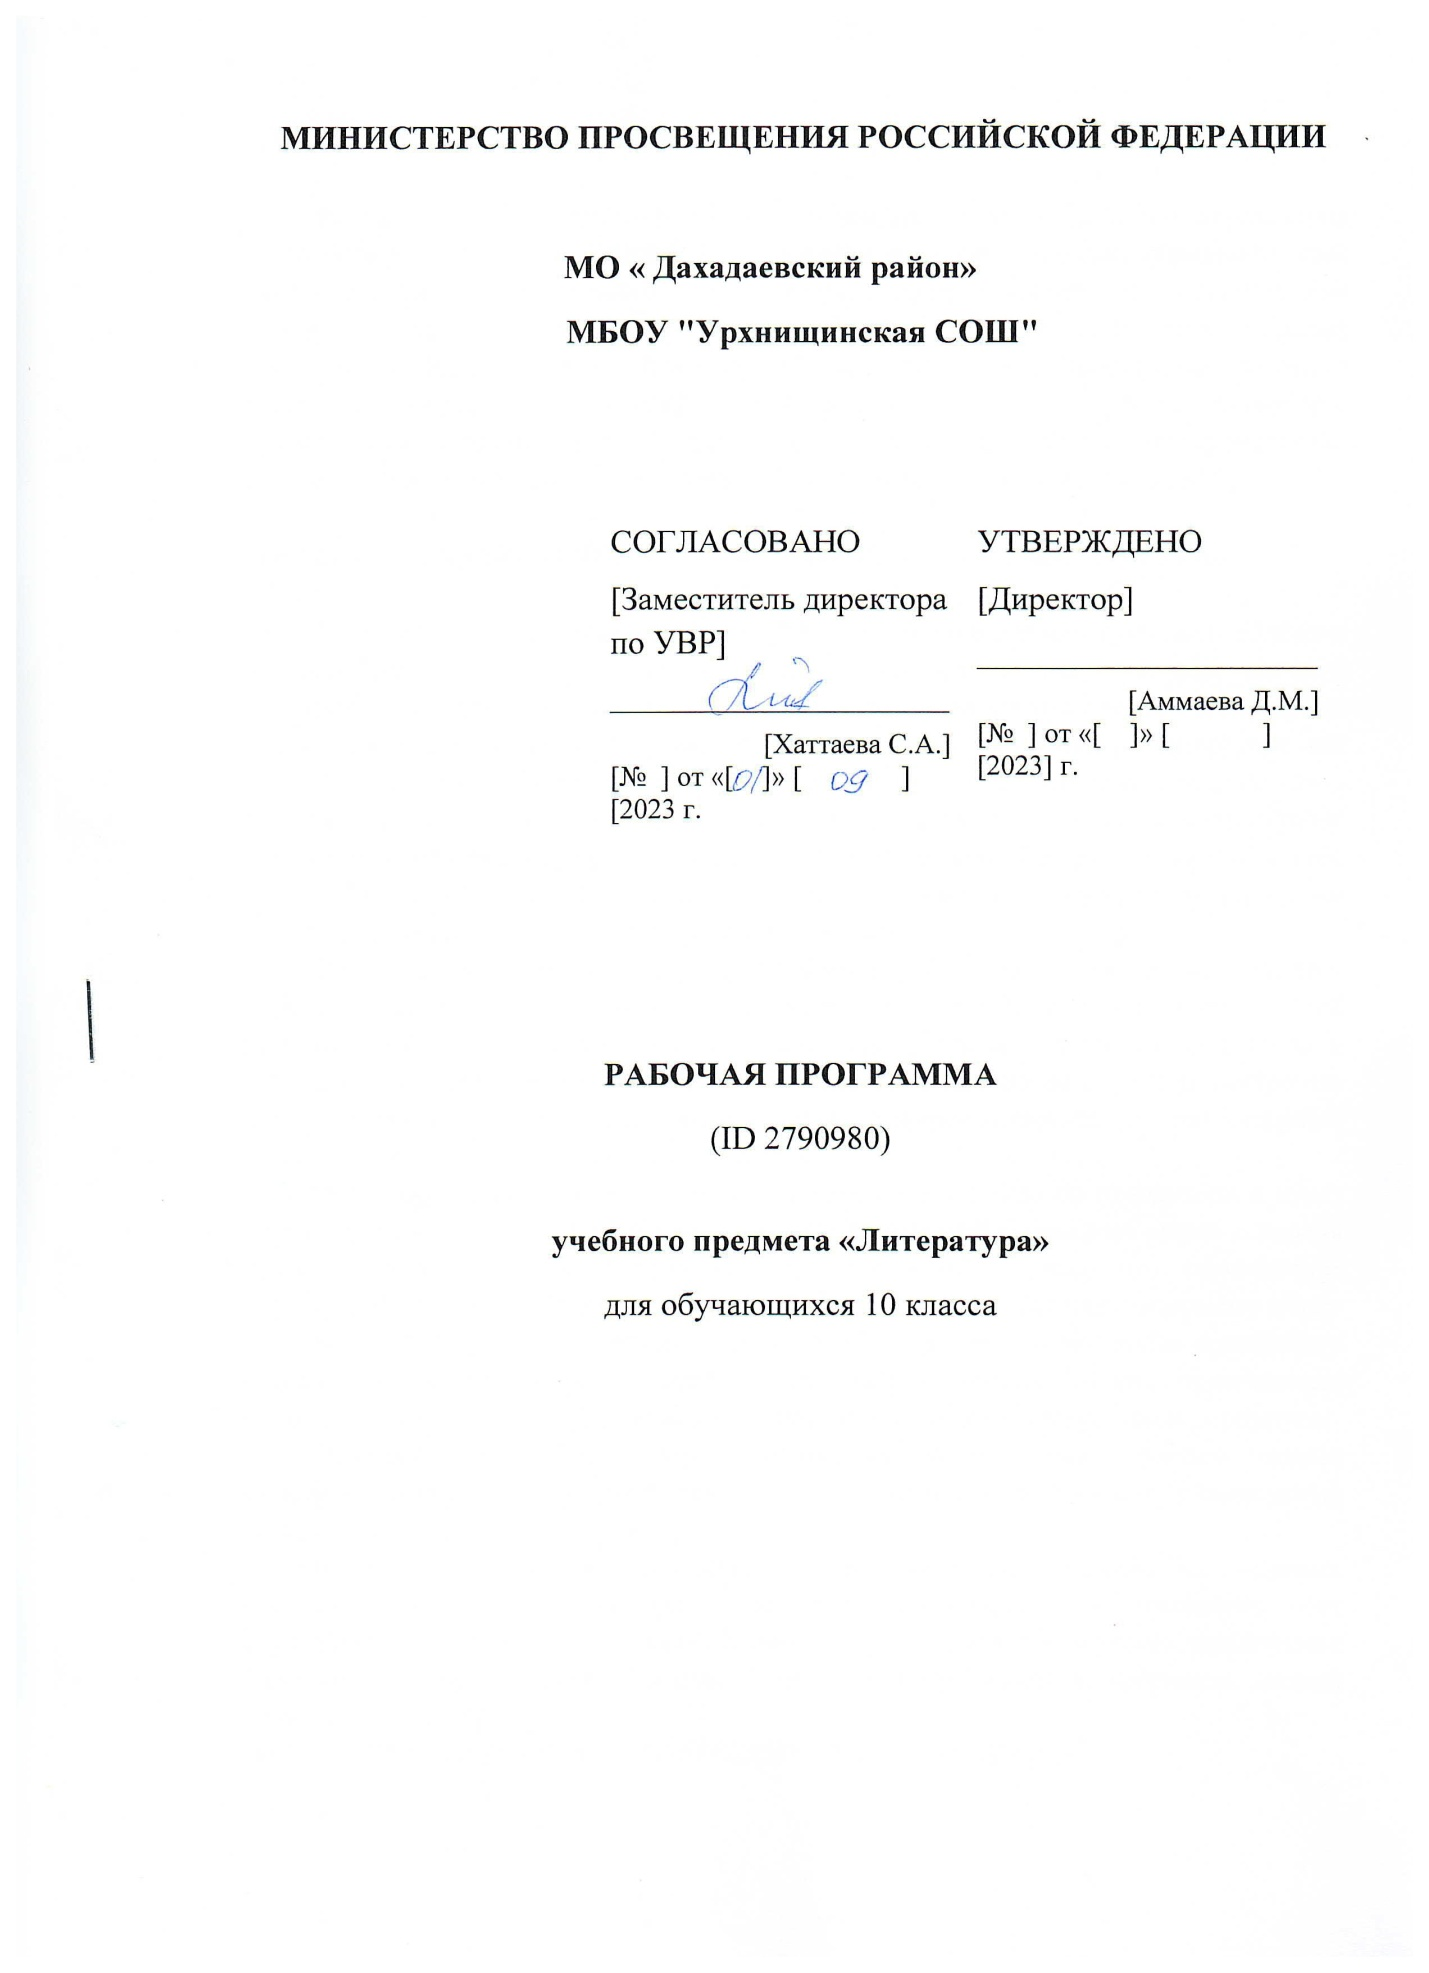 МИНИСТЕРСТВО ПРОСВЕЩЕНИЯ РОССИЙСКОЙ ФЕДЕРАЦИИ
МО « Дахадаевский район»
МБОУ "Урхнищинская СОШ"
СОГЛАСОВАНО
[Заместитель директора
по УВР]
[Хаттаева С.А.]
[№ ] от «[01]» [ 09 ]
[2023 г.
УТВЕРЖДЕНО
[Директор]
[Аммаева Д.М.]
[№ ] от «[ ]» [ ]
[2023] г.
РАБОЧАЯ ПРОГРАММА
(ID 2790980)
учебного предмета «Литература»
для обучающихся 10 класса